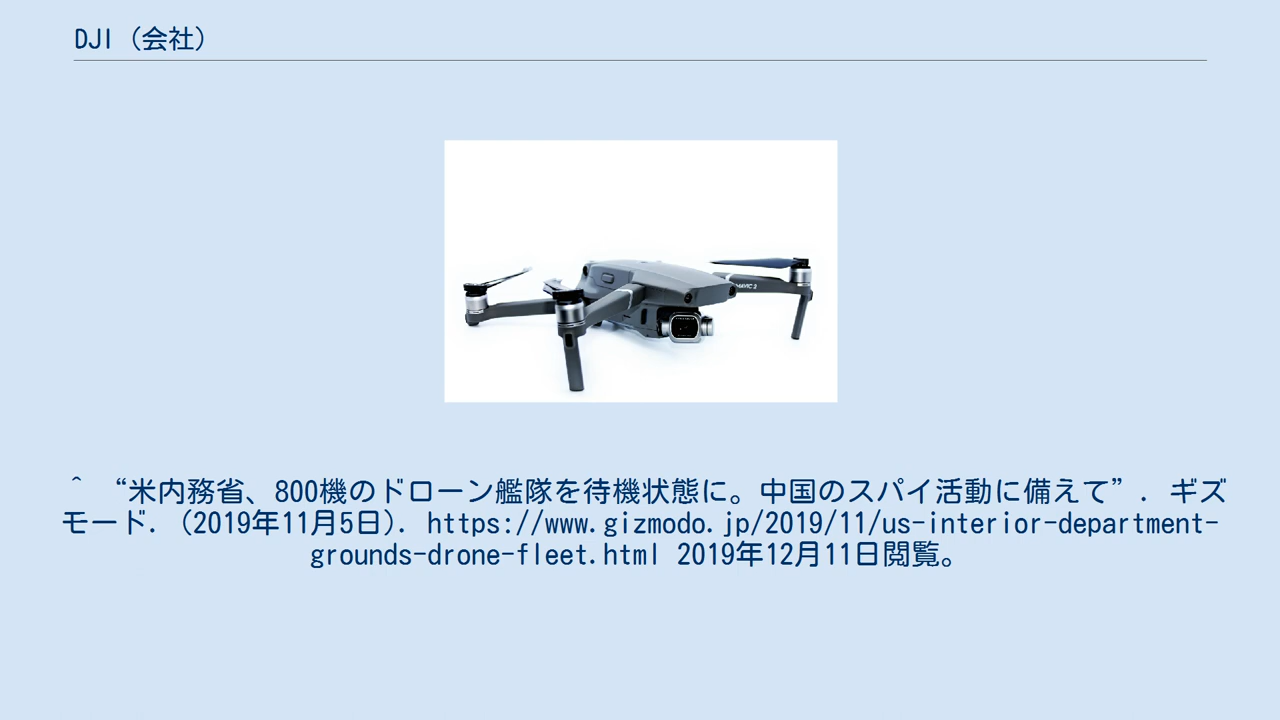 DJI（会社）
MAVIC 2
^ “米内務省、800機のドローン艦隊を待機状態に。中国のスパイ活動に備えて”. ギズ
モード. (2019年11月5日). https://www.gizmodo.jp/2019/11/us-interior-department-
grounds-drone-fleet.html 2019年12月11日閲覧。